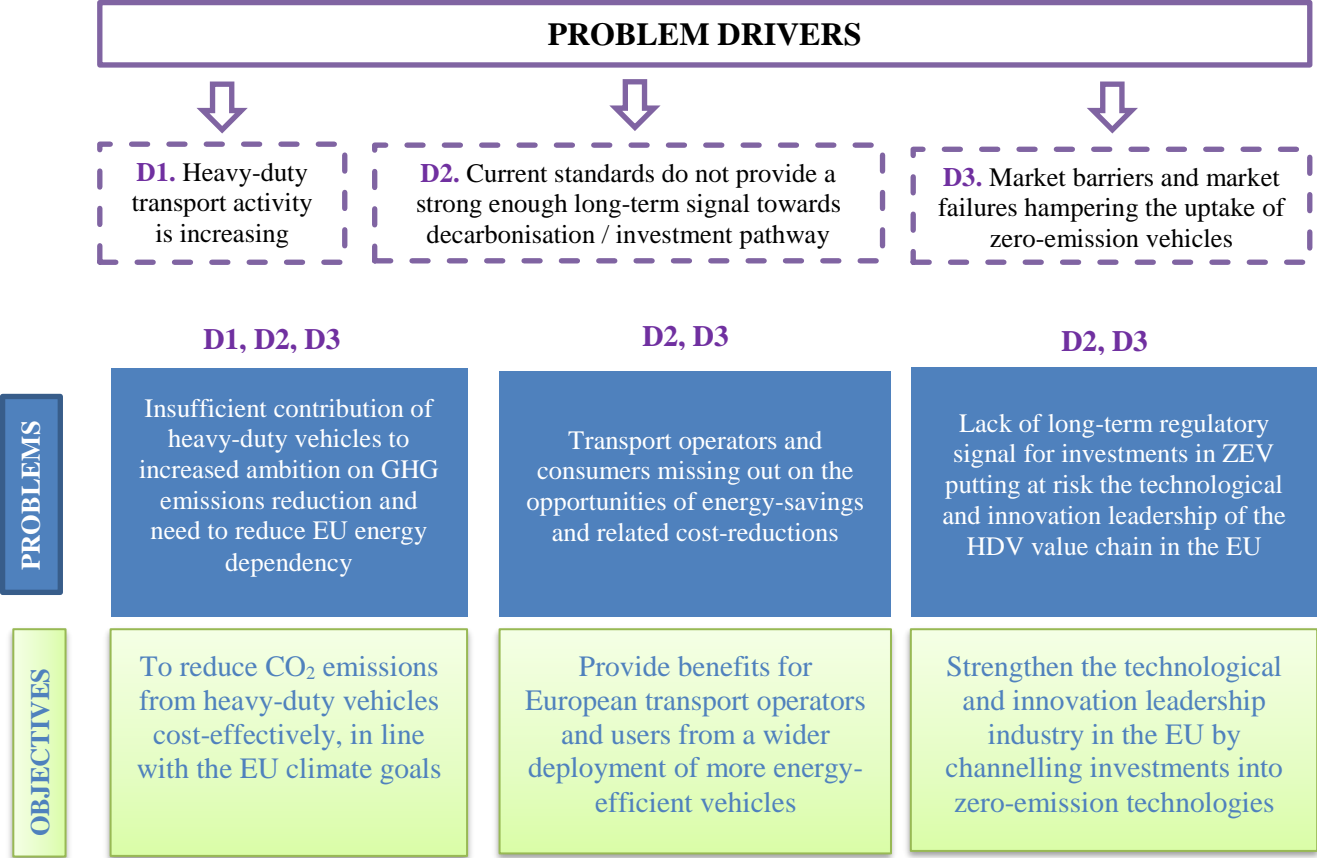 PROBLEM DRIVERS
D1. Heavy-duty
transport activity
is increasing
D2. Current standards do not provide a
strong enough long-term signal towards
decarbonisation / investment pathway
D3. Market barriers and market
failures hampering the uptake of
zero-emission vehicles
D1, D2, D3
D2, D3
D2, D3
PROBLEMS
Insufficient contribution of
heavy-duty vehicles to
increased ambition on GHG
emissions reduction and
need to reduce EU energy
dependency
Transport operators and
consumers missing out on the
opportunities of energy-savings
and related cost-reductions
Lack of long-term regulatory
signal for investments in ZEV
putting at risk the technological
and innovation leadership of the
HDV value chain in the EU
OBJECTIVES
To reduce CO₂ emissions
from heavy-duty vehicles
cost-effectively, in line
with the EU climate goals
Provide benefits for
European transport operators
and users from a wider
deployment of more energy-
efficient vehicles
Strengthen the technological
and innovation leadership
industry in the EU by
channelling investments into
zero-emission technologies